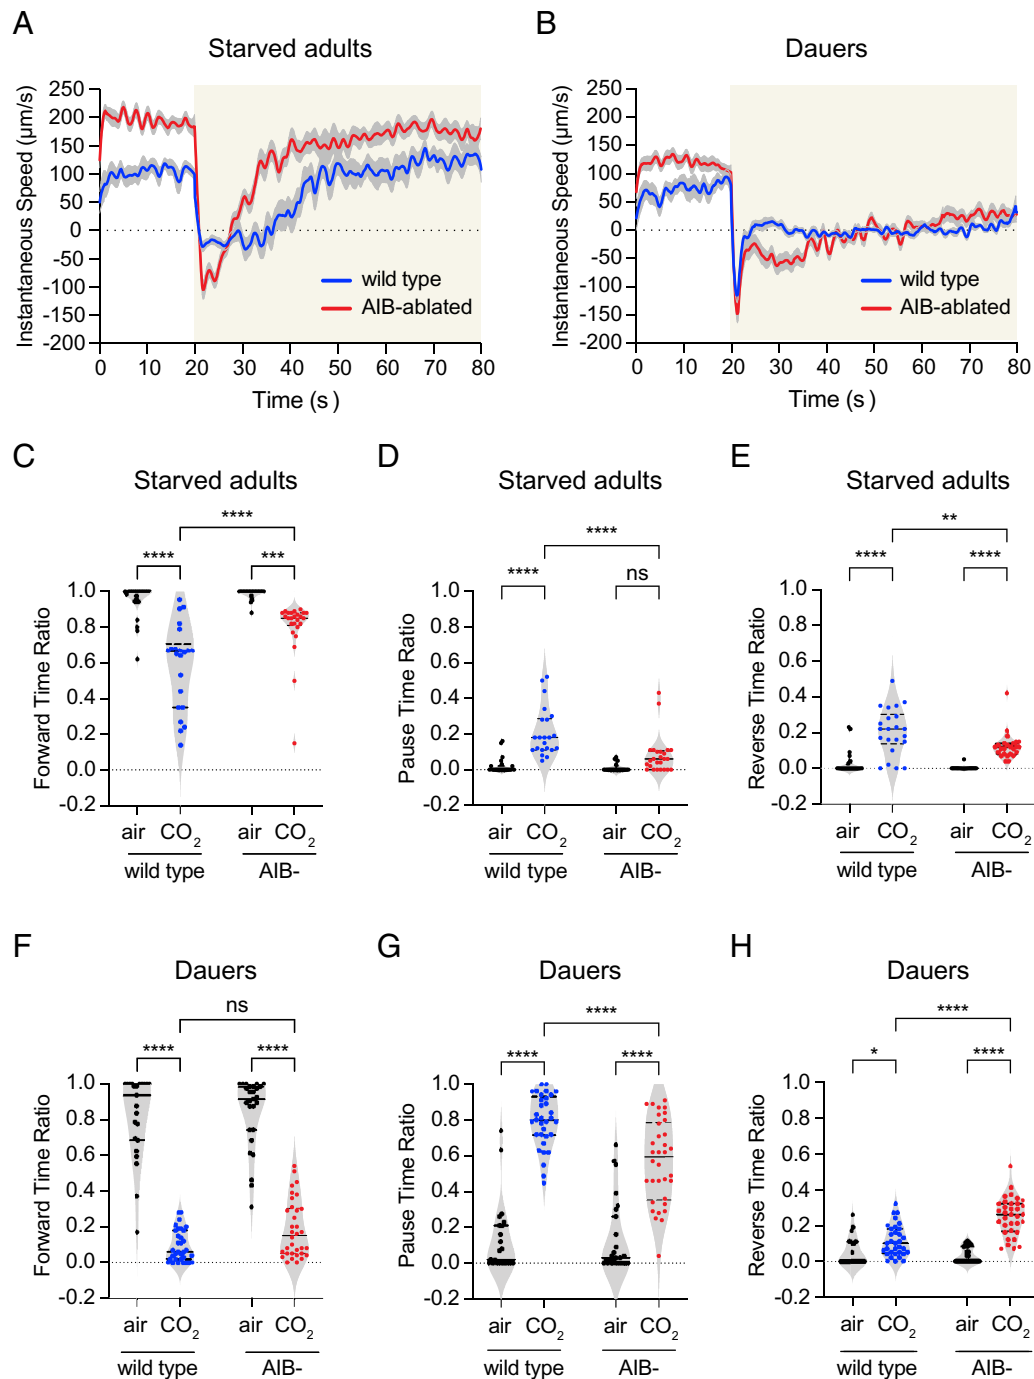 A
Starved adults
Instantaneous Speed (µm/s)
250
200
150
100
50
0
-50
-100
-150
-200
wild type
AIB-ablated
0 10 20 30 40 50 60 70 80
Time (s)
B
Dauers
Instantaneous Speed (µm/s)
250
200
150
100
50
0
-50
-100
-150
-200
wild type
AIB-ablated
0 10 20 30 40 50 60 70 80
Time (s)
C
Starved adults
****
**** ***
Forward Time Ratio
1.0
0.8
0.6
0.4
0.2
0.0
-0.2
air CO₂ air CO₂
wild type AIB-
D
Starved adults
****
**** ns
Pause Time Ratio
1.0
0.8
0.6
0.4
0.2
0.0
-0.2
air CO₂ air CO₂
wild type AIB-
E
Starved adults
**
**** ****
Reverse Time Ratio
1.0
0.8
0.6
0.4
0.2
0.0
-0.2
air CO₂ air CO₂
wild type AIB-
F
Dauers
ns
**** ****
Forward Time Ratio
1.0
0.8
0.6
0.4
0.2
0.0
-0.2
air CO₂ air CO₂
wild type AIB-
G
Dauers
****
**** ****
Pause Time Ratio
1.0
0.8
0.6
0.4
0.2
0.0
-0.2
air CO₂ air CO₂
wild type AIB-
H
Dauers
****
* ****
Reverse Time Ratio
1.0
0.8
0.6
0.4
0.2
0.0
-0.2
air CO₂ air CO₂
wild type AIB-